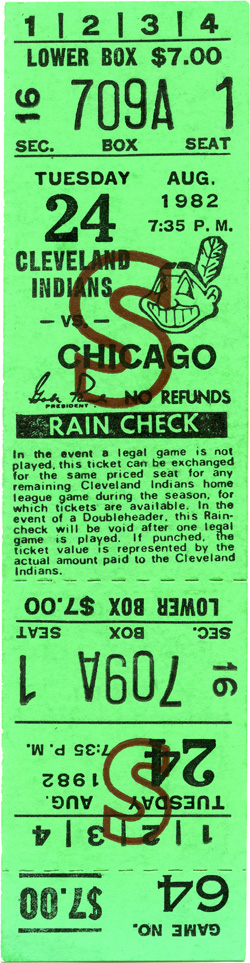 1 | 2 | 3 | 4
LOWER BOX $7.00
16 709A 1
SEC. BOX SEAT
TUESDAY AUG.
24 1982
7:35 P. M.
CLEVELAND
INDIANS
S
— VS. —
CHICAGO
PRESIDENT NO REFUNDS
RAIN CHECK
In the event a legal game is not
played, this ticket can be exchanged
for the same priced seat for any
remaining Cleveland Indians home
league game during the season, for
which tickets are available. In the
event of a Doubleheader, this Rain-
check will be void after one legal
game is played. If punched, the
ticket value is represented by the
actual amount paid to the Cleveland
Indians.
GAME NO. 64 $7.00
1 | 2 | 3 | 4
TUESDAY AUG.
24 1982
7:35 P. M.
S
16 709A 1
SEC. BOX SEAT
LOWER BOX $7.00